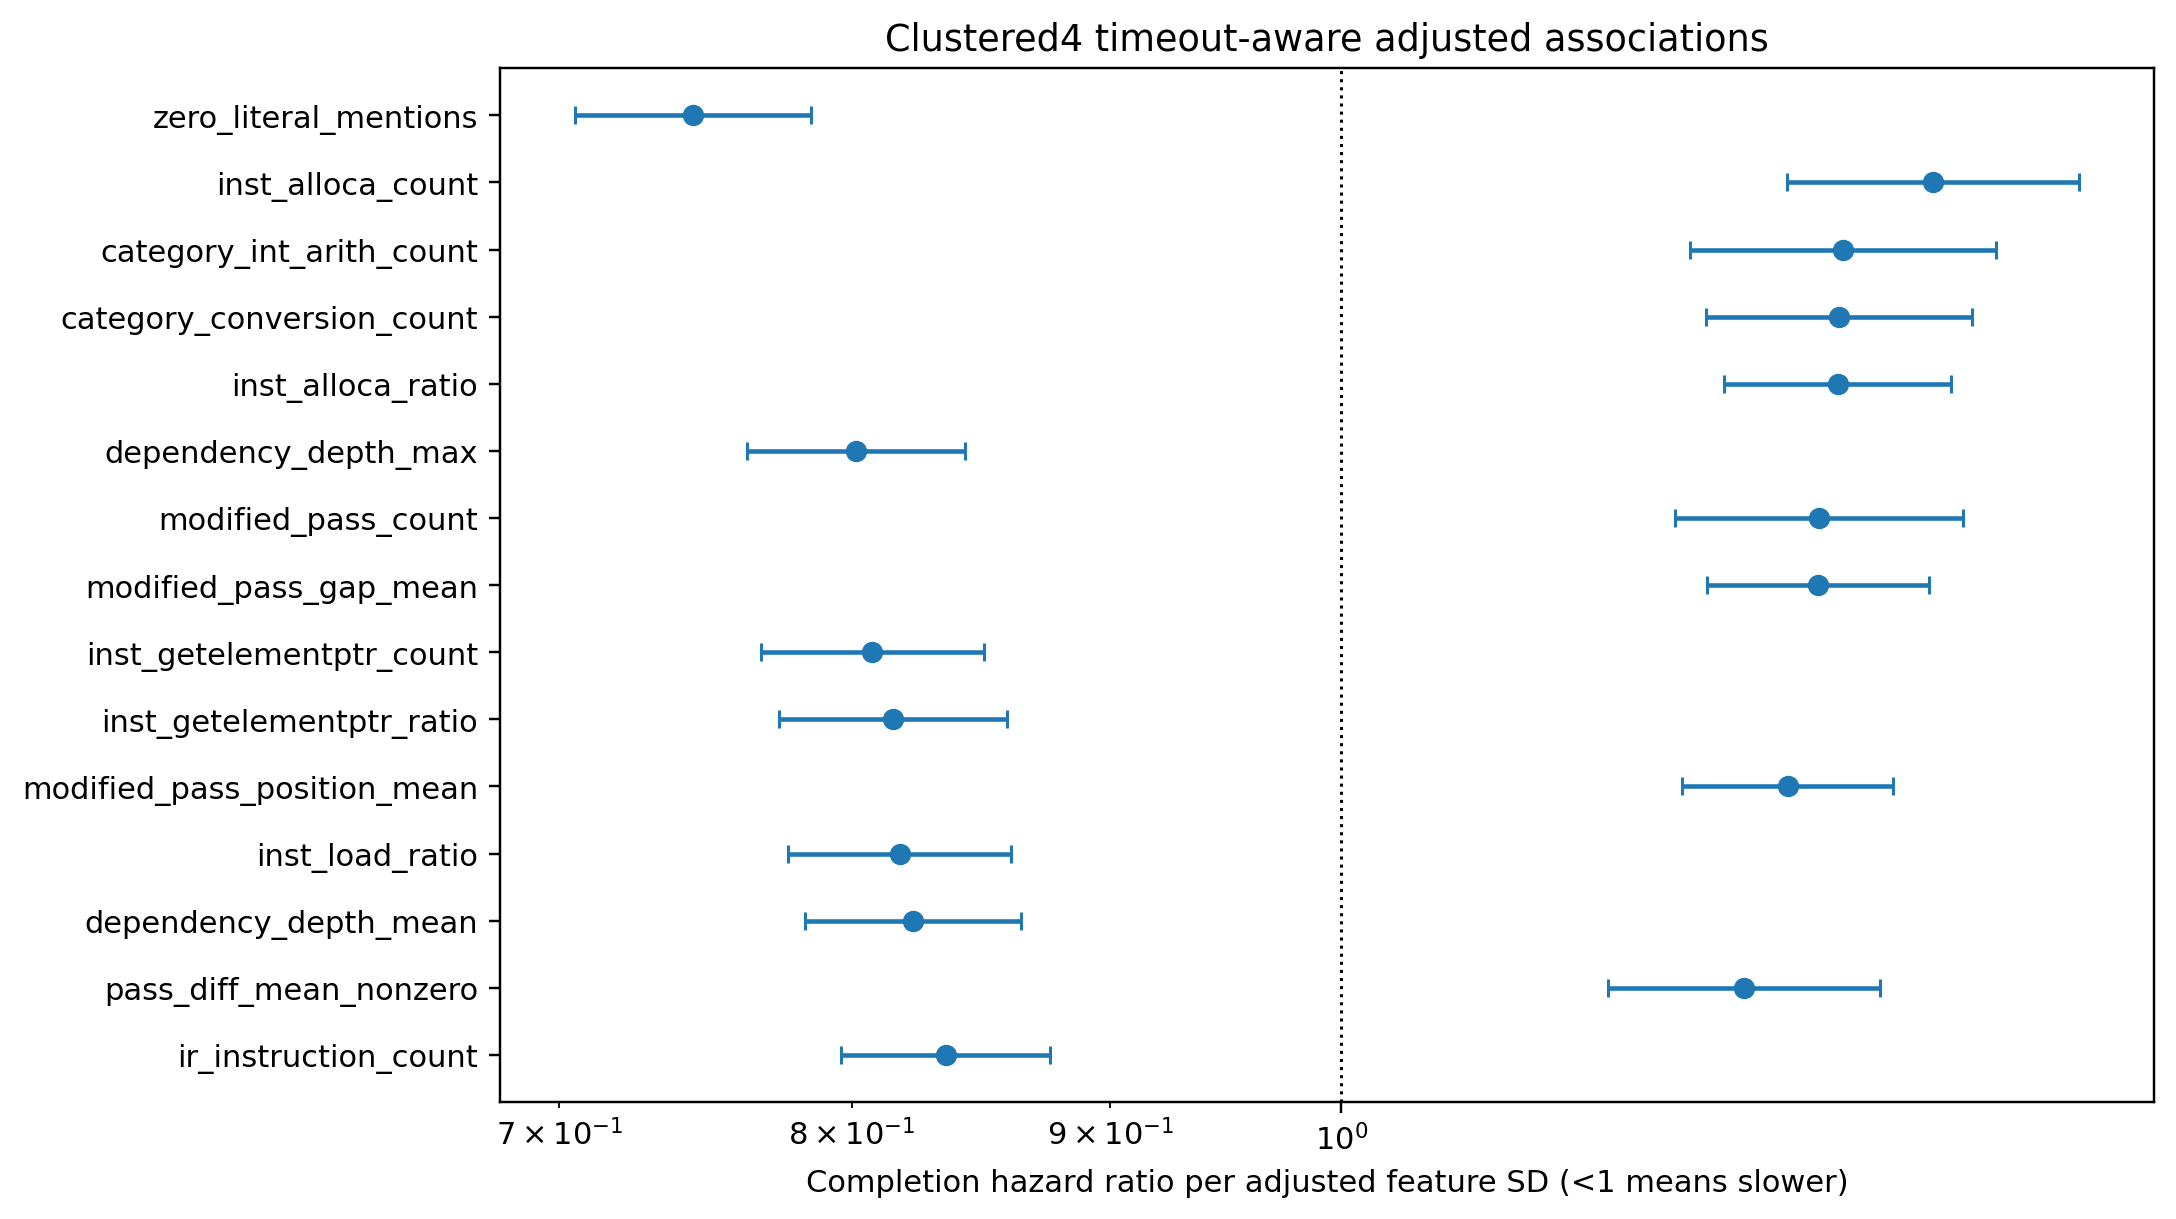 Clustered4 timeout-aware adjusted associations
zero_literal_mentions
inst_alloca_count
category_int_arith_count
category_conversion_count
inst_alloca_ratio
dependency_depth_max
modified_pass_count
modified_pass_gap_mean
inst_getelementptr_count
inst_getelementptr_ratio
modified_pass_position_mean
inst_load_ratio
dependency_depth_mean
pass_diff_mean_nonzero
ir_instruction_count
7 × 10⁻¹ 8 × 10⁻¹ 9 × 10⁻¹ 10⁰
Completion hazard ratio per adjusted feature SD (<1 means slower)